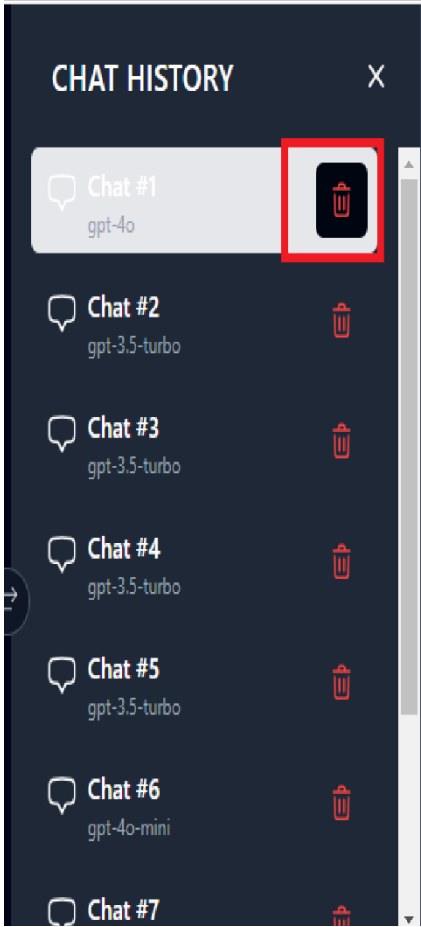 CHAT HISTORY
Chat #1
gpt-4o
Chat #2
gpt-3.5-turbo
Chat #3
gpt-3.5-turbo
Chat #4
gpt-3.5-turbo
Chat #5
gpt-3.5-turbo
Chat #6
gpt-4o-mini
Chat #7